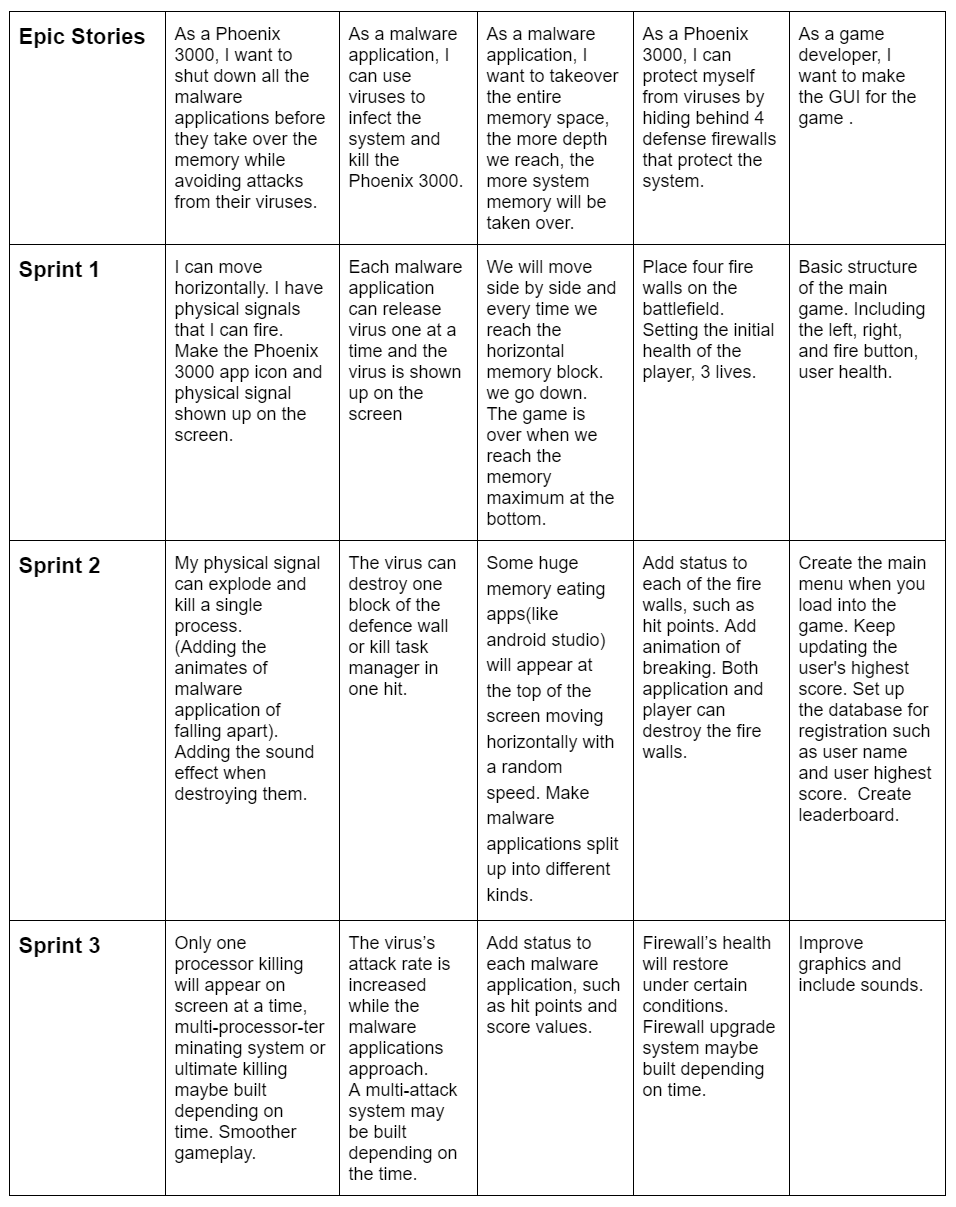 Epic Stories
As a Phoenix
3000, I want to
shut down all the
malware
applications before
they take over the
memory while
avoiding attacks
from their viruses.
As a malware
application, I
can use
viruses to
infect the
system and
kill the
Phoenix 3000.
As a malware
application, I
want to takeover
the entire
memory space,
the more depth
we reach, the
more system
memory will be
taken over.
As a Phoenix
3000, I can
protect myself
from viruses by
hiding behind 4
defense firewalls
that protect the
system.
As a game
developer, I
want to make
the GUI for the
game .
Sprint 1
I can move
horizontally. I have
physical signals
that I can fire.
Make the Phoenix
3000 app icon and
physical signal
shown up on the
screen.
Each malware
application
can release
virus one at a
time and the
virus is shown
up on the
screen
We will move
side by side and
every time we
reach the
horizontal
memory block.
we go down.
The game is
over when we
reach the
memory
maximum at the
bottom.
Place four fire
walls on the
battlefield.
Setting the initial
health of the
player, 3 lives.
Basic structure
of the main
game. Including
the left, right,
and fire button,
user health.
Sprint 2
My physical signal
can explode and
kill a single
process.
(Adding the
animates of
malware
application of
falling apart).
Adding the sound
effect when
destroying them.
The virus can
destroy one
block of the
defence wall
or kill task
manager in
one hit.
Some huge
memory eating
apps(like
android studio)
will appear at
the top of the
screen moving
horizontally with
a random
speed. Make
malware
applications split
up into different
kinds.
Add status to
each of the fire
walls, such as
hit points. Add
animation of
breaking. Both
application and
player can
destroy the fire
walls.
Create the main
menu when you
load into the
game. Keep
updating the
user's highest
score. Set up
the database for
registration such
as user name
and user highest
score.  Create
leaderboard.
Sprint 3
Only one
processor killing
will appear on
screen at a time,
multi-processor-ter
minating system or
ultimate killing
maybe built
depending on
time. Smoother
gameplay.
The virus’s
attack rate is
increased
while the
malware
applications
approach.
A multi-attack
system may
be built
depending on
the time.
Add status to
each malware
application, such
as hit points and
score values.
Firewall’s health
will restore
under certain
conditions.
Firewall upgrade
system maybe
built depending
on time.
Improve
graphics and
include sounds.